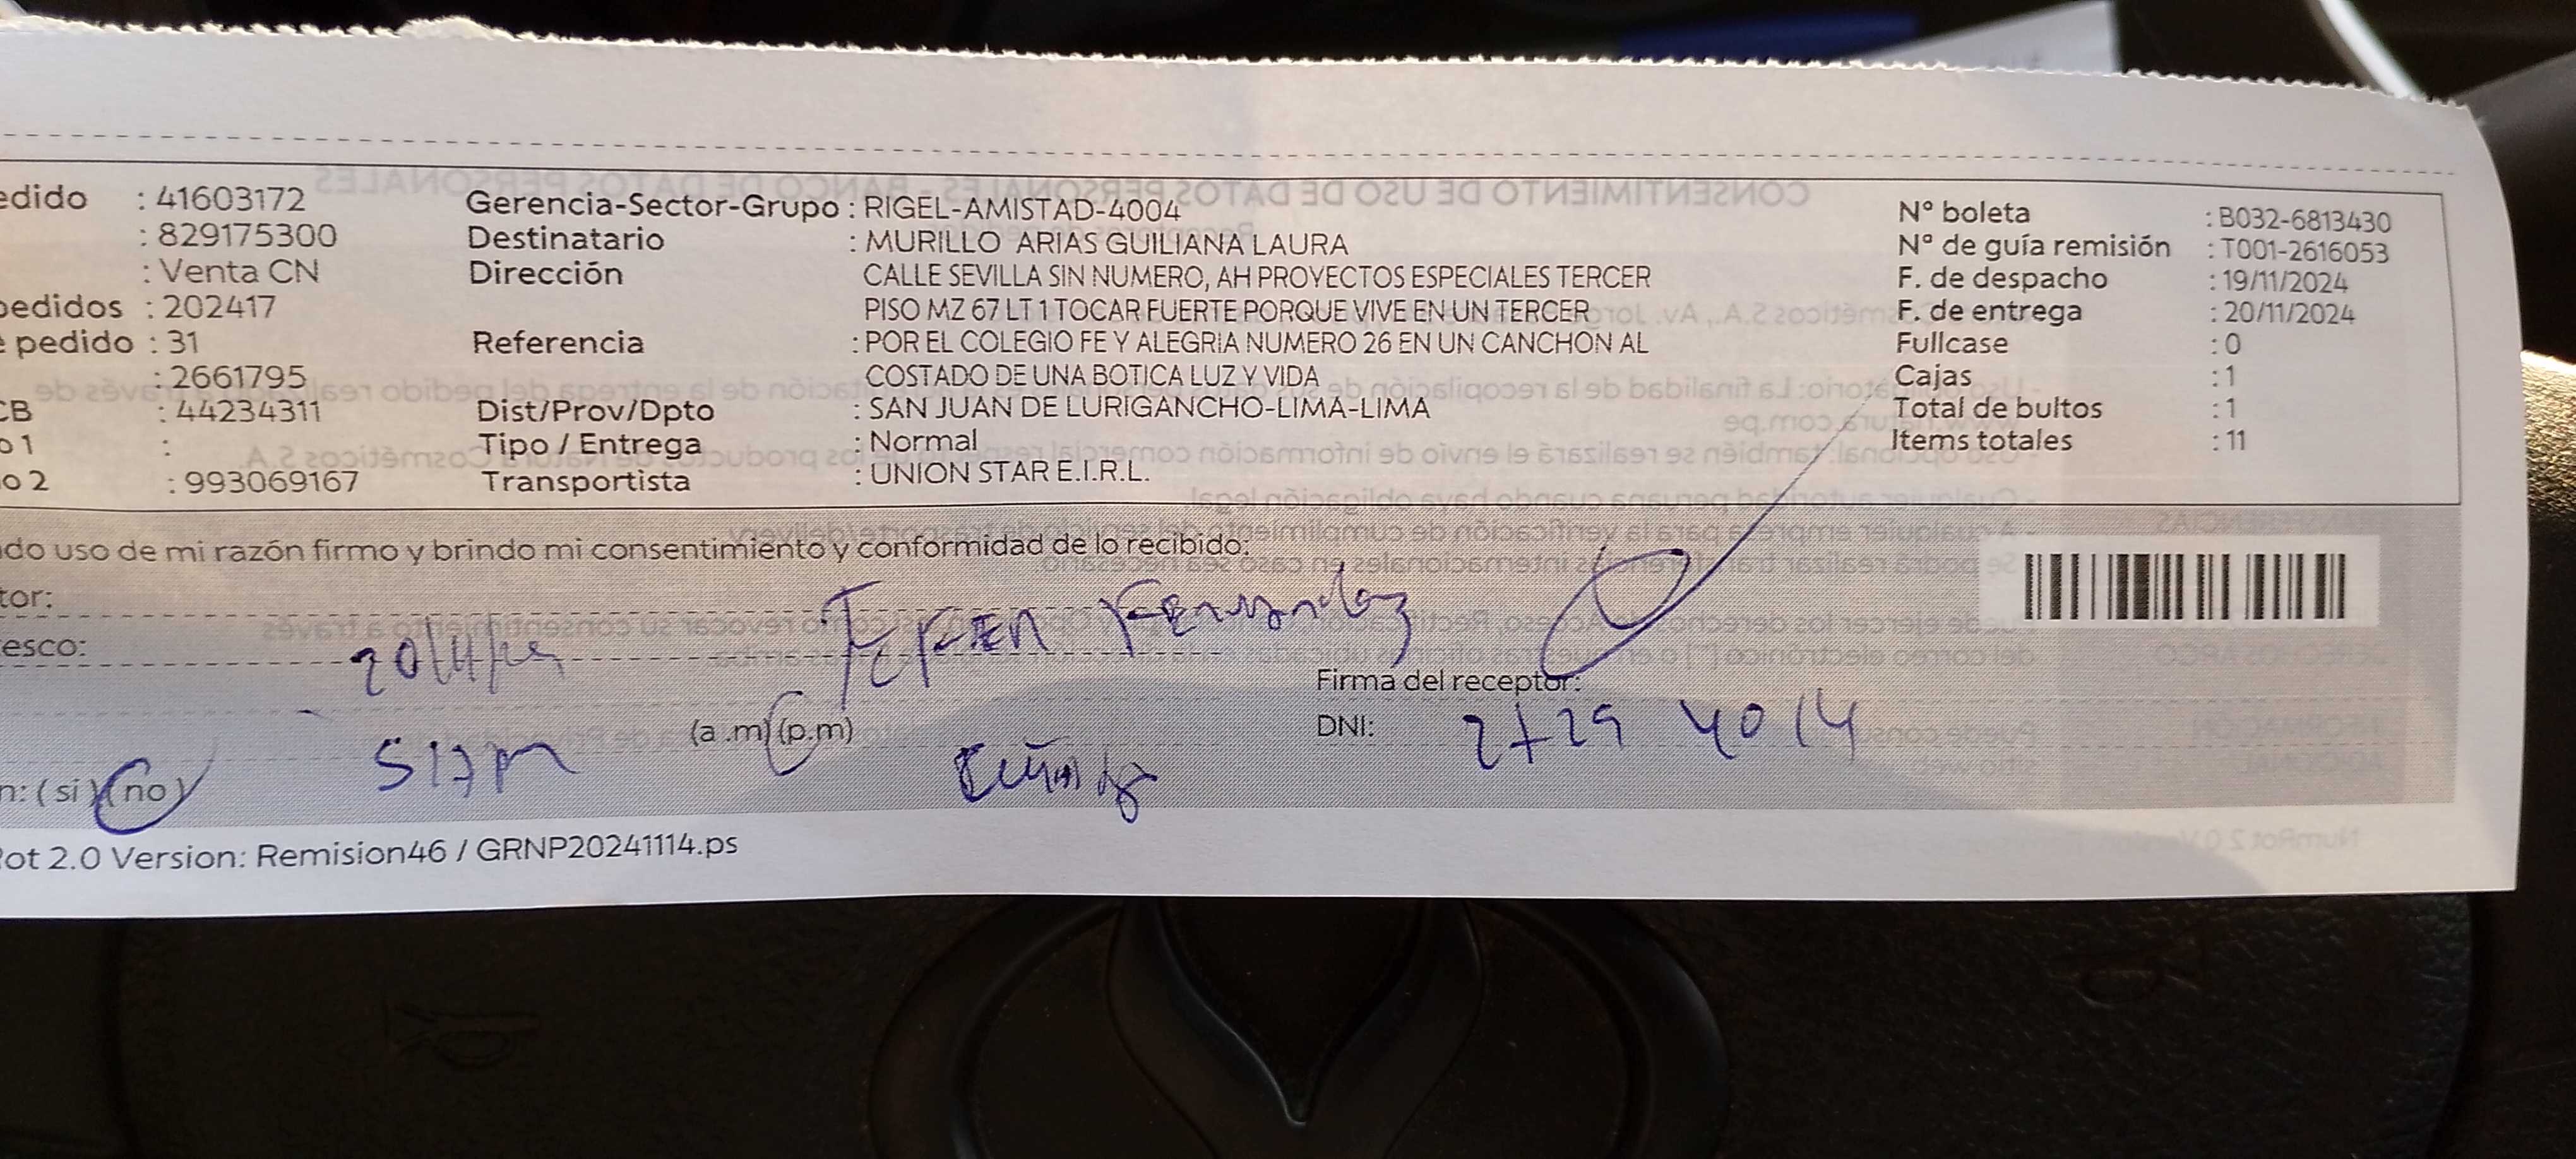 edido : 41603172 Gerencia-Sector-Grupo : RIGEL-AMISTAD-4004 N° boleta : B032-6813430
: 829175300 Destinatario : MURILLO ARIAS GUILIANA LAURA N° de guía remisión : T001-2616053
: Venta CN Dirección CALLE SEVILLA SIN NUMERO, AH PROYECTOS ESPECIALES TERCER F. de despacho : 19/11/2024
pedidos : 202417 PISO MZ 67 LT 1 TOCAR FUERTE PORQUE VIVE EN UN TERCER F. de entrega : 20/11/2024
e pedido : 31 Referencia : POR EL COLEGIO FE Y ALEGRIA NUMERO 26 EN UN CANCHON AL Fullcase : 0
: 2661795 COSTADO DE UNA BOTICA LUZ Y VIDA Cajas : 1
CB : 44234311 Dist/Prov/Dpto : SAN JUAN DE LURIGANCHO-LIMA-LIMA Total de bultos : 1
o 1 : Tipo / Entrega : Normal Items totales : 11
o 2 : 993069167 Transportista : UNION STAR E.I.R.L.
do uso de mi razón firmo y brindo mi consentimiento y conformidad de lo recibido:
tor: Fernandez
esco:
Firma del receptor:
(a.m) (p.m) DNI: 4014
n: (si) (no)
Rot 2.0 Version: Remision46 / GRNP20241114.ps